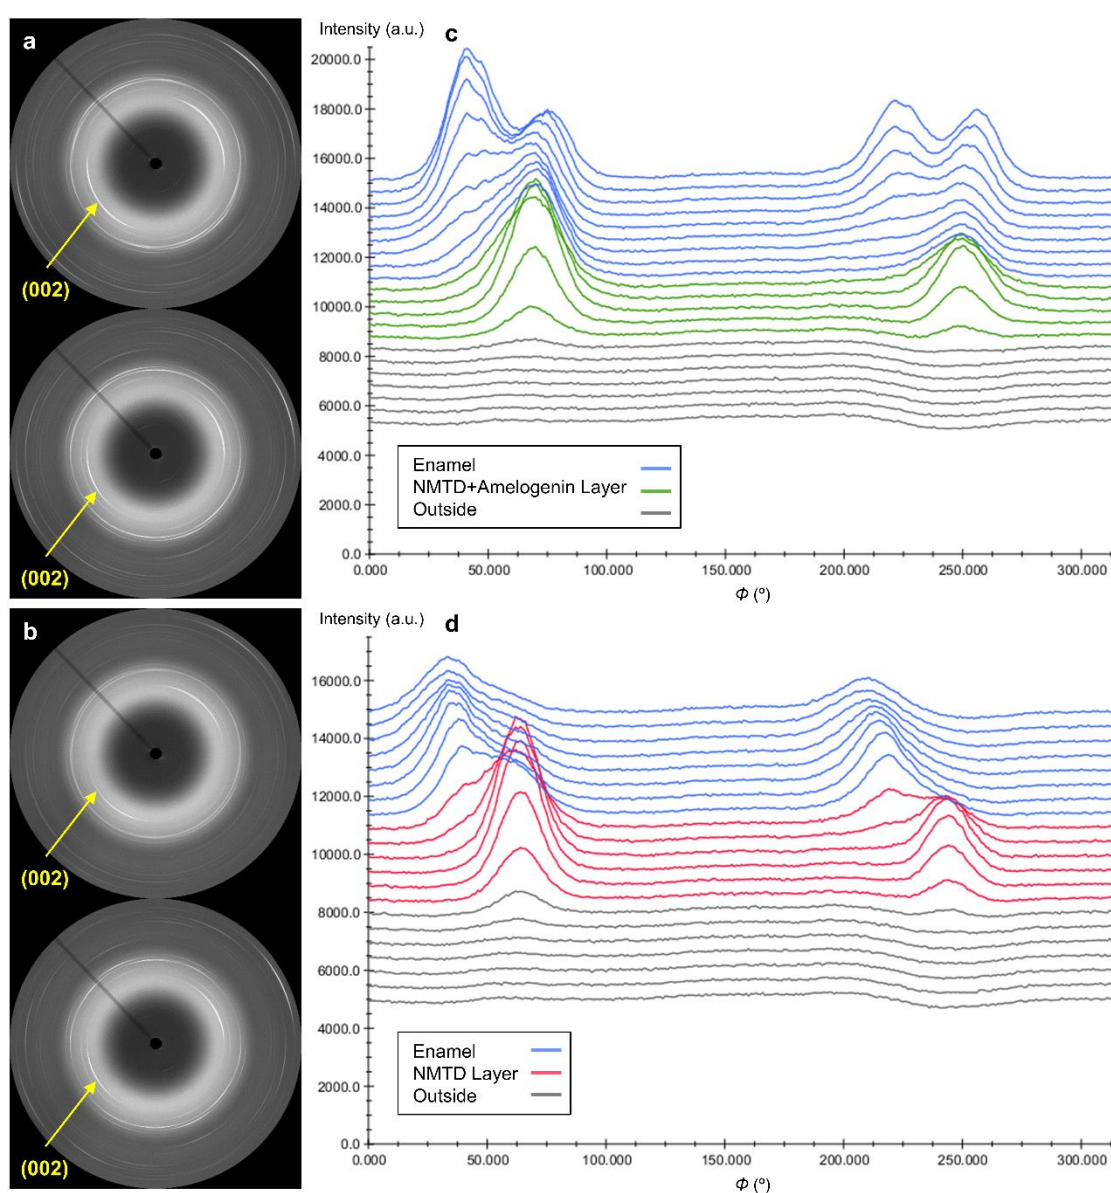 a
(002)
(002)
b
(002)
(002)
Intensity (a.u.)
c
20000.0
18000.0
16000.0
14000.0
12000.0
10000.0
8000.0
6000.0
4000.0
2000.0
0.0
Enamel
NMTD+Amelogenin Layer
Outside
0.000 50.000 100.000 150.000 200.000 250.000 300.000
Φ (º)
Intensity (a.u.)
d
16000.0
14000.0
12000.0
10000.0
8000.0
6000.0
4000.0
2000.0
0.0
Enamel
NMTD Layer
Outside
0.000 50.000 100.000 150.000 200.000 250.000 300.000
Φ (º)